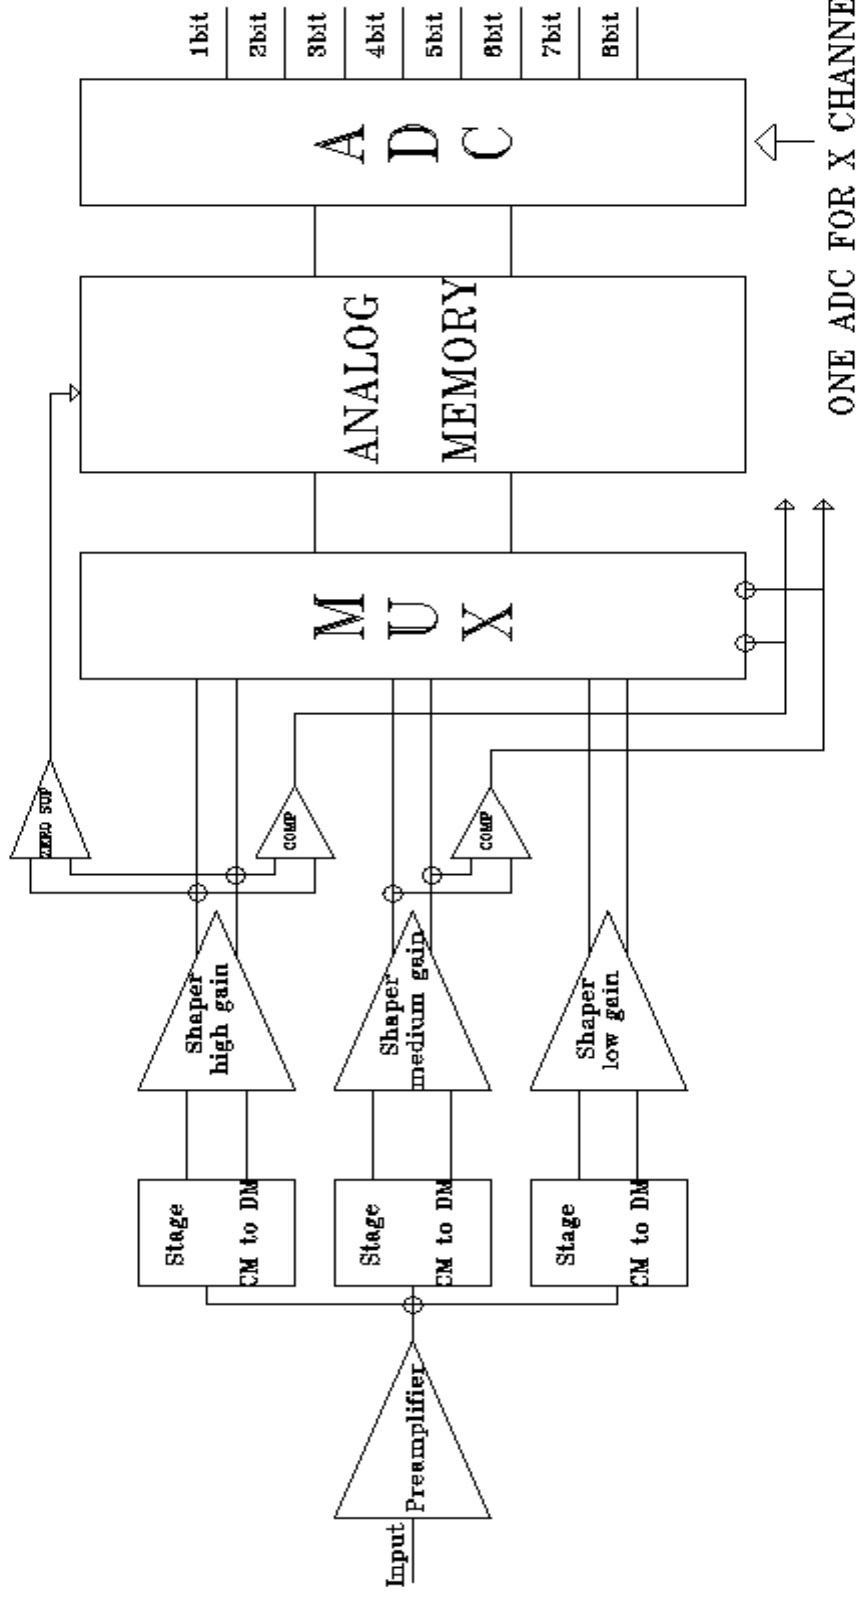 Input
Preamplifier
Stage
CM to DM
Stage
CM to DM
Stage
CM to DM
Shaper
high gain
Shaper
medium gain
Shaper
low gain
ZERO SUP
COMP
COMP
M
U
X
ANALOG
MEMORY
A
D
C
1bit
2bit
3bit
4bit
5bit
6bit
7bit
8bit
ONE ADC FOR X CHANNE